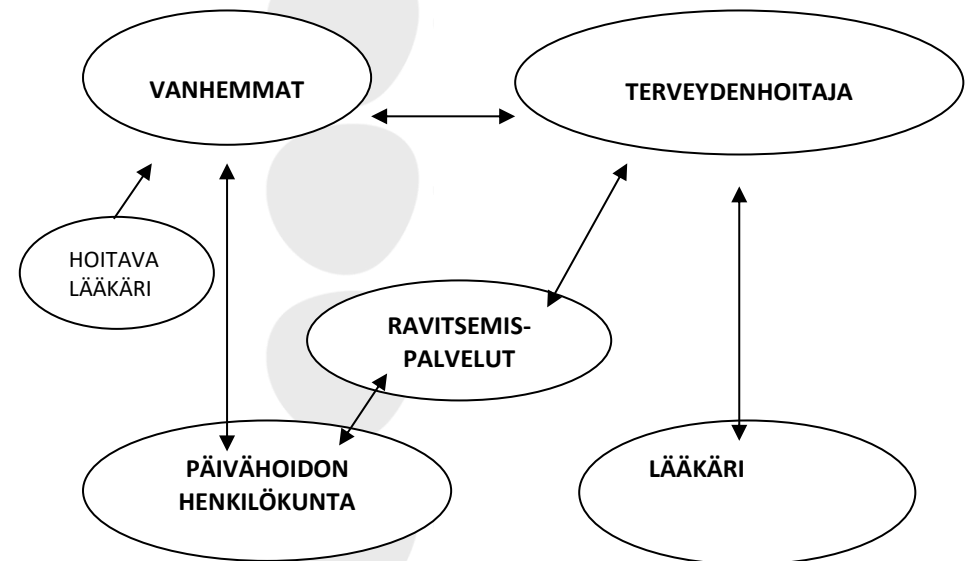 VANHEMMAT
TERVEYDENHOITAJA
HOITAVA
LÄÄKÄRI
RAVITSEMIS-
PALVELUT
PÄIVÄHOIDON
HENKILÖKUNTA
LÄÄKÄRI